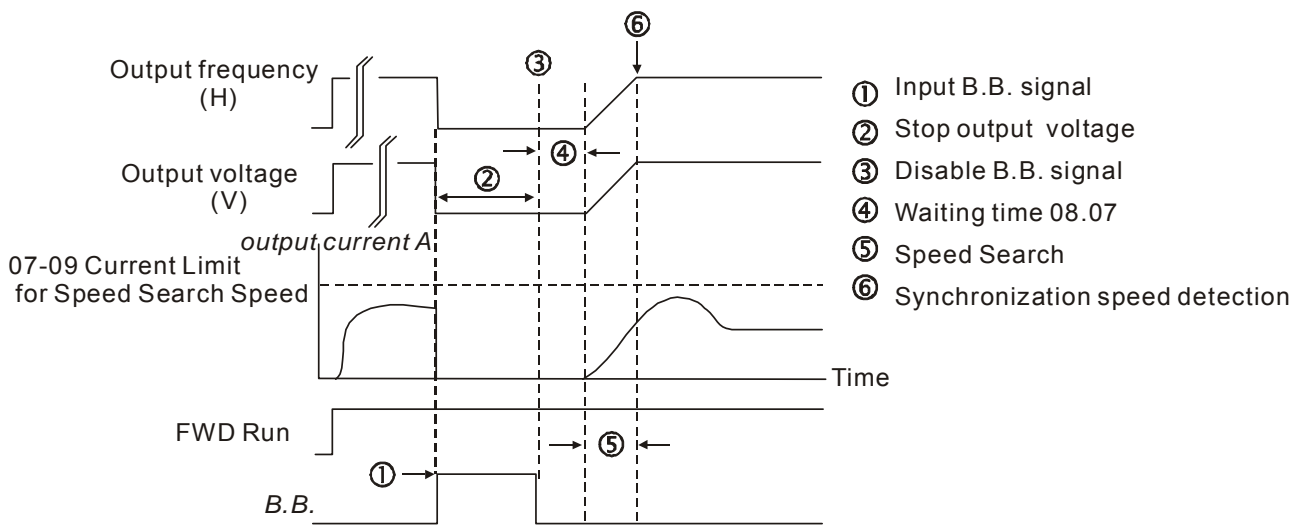 Output frequency
(H)
Output voltage
(V)
output current A
07-09 Current Limit
for Speed Search Speed
FWD Run
B.B.
Time
①
②
③
④
⑤
⑥
① Input B.B. signal
② Stop output voltage
③ Disable B.B. signal
④ Waiting time 08.07
⑤ Speed Search
⑥ Synchronization speed detection